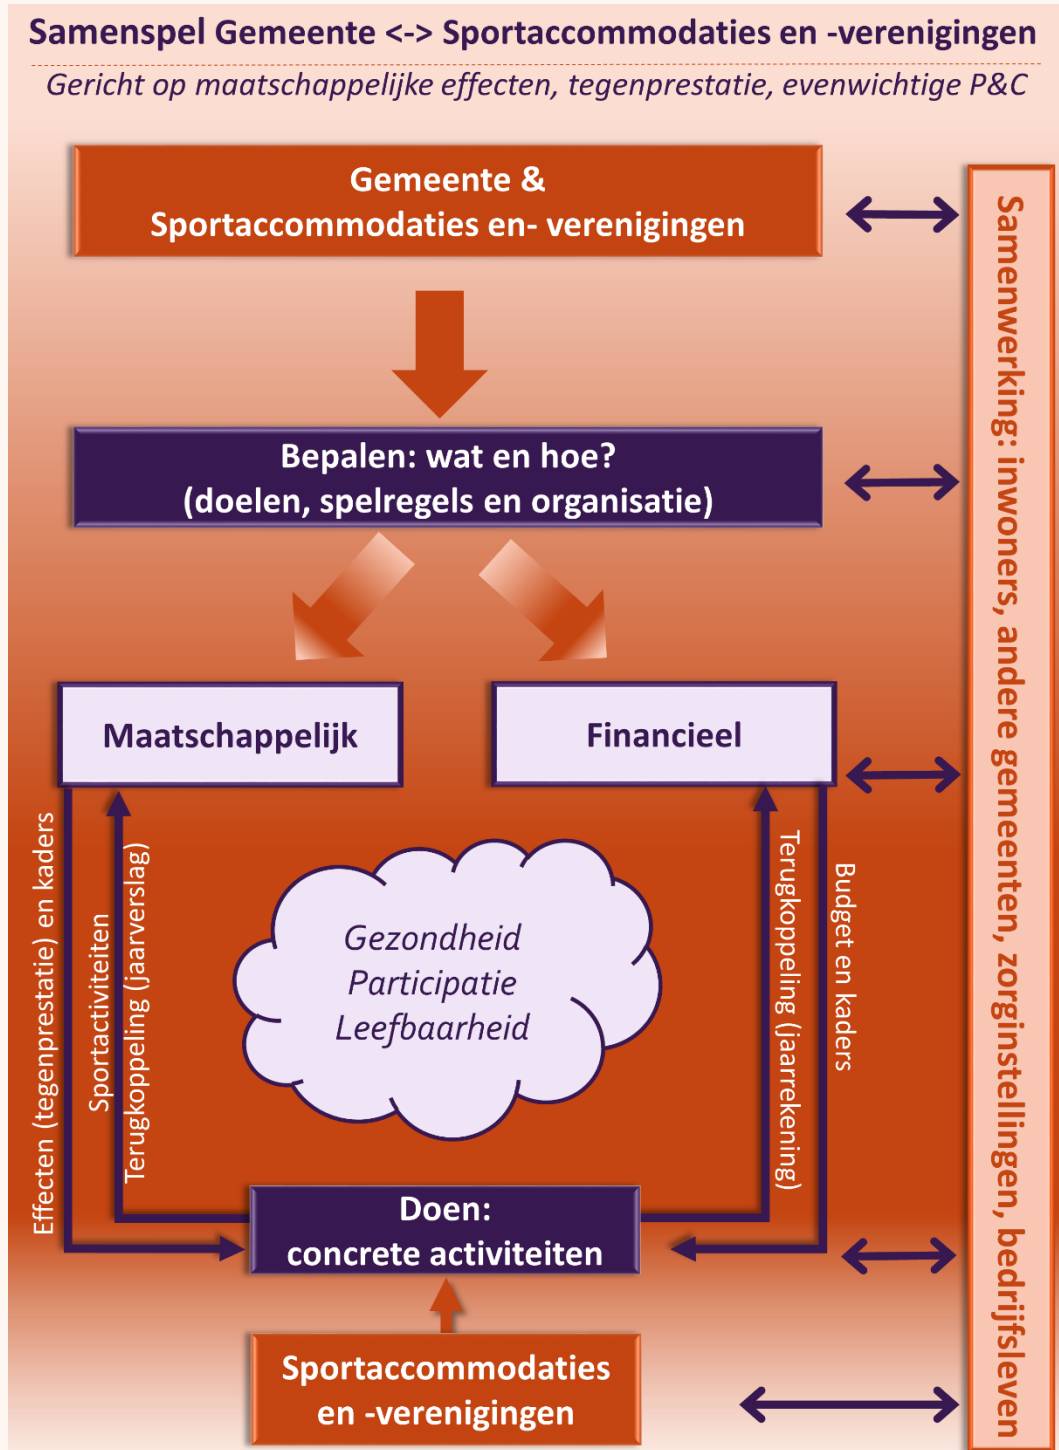 Samenspel Gemeente <-> Sportaccommodaties en -verenigingen
Gericht op maatschappelijke effecten, tegenprestatie, evenwichtige P&C
Gemeente &
Sportaccommodaties en- verenigingen
Bepalen: wat en hoe?
(doelen, spelregels en organisatie)
Maatschappelijk
Financieel
Effecten (tegenprestatie) en kaders
Sportactiviteiten
Terugkoppeling (jaarverslag)
Gezondheid
Participatie
Leefbaarheid
Terugkoppeling (jaarrekening)
Budget en kaders
Doen:
concrete activiteiten
Sportaccommodaties
en -verenigingen
Samenwerking: inwoners, andere gemeenten, zorginstellingen, bedrijfsleven